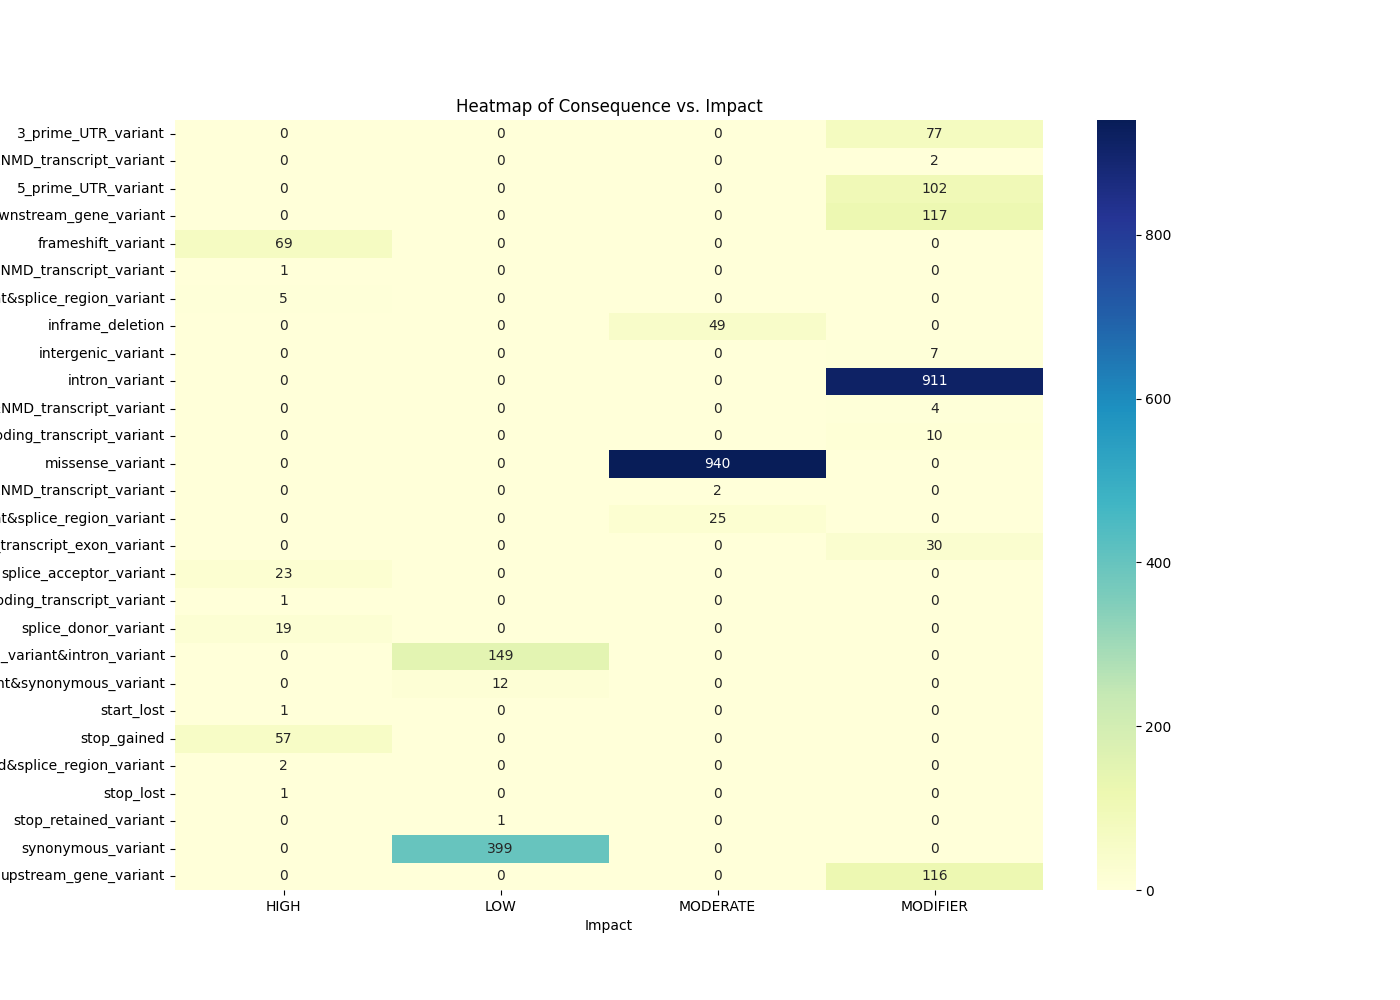 Heatmap of Consequence vs. Impact
3_prime_UTR_variant 0 0 0 77
NMD_transcript_variant 0 0 0 2
5_prime_UTR_variant 0 0 0 102
wnstream_gene_variant 0 0 0 117
frameshift_variant 69 0 0 0
NMD_transcript_variant 1 0 0 0
t&splice_region_variant 5 0 0 0
inframe_deletion 0 0 49 0
intergenic_variant 0 0 0 7
intron_variant 0 0 0 911
NMD_transcript_variant 0 0 0 4
oding_transcript_variant 0 0 0 10
missense_variant 0 0 940 0
NMD_transcript_variant 0 0 2 0
t&splice_region_variant 0 0 25 0
_transcript_exon_variant 0 0 0 30
splice_acceptor_variant 23 0 0 0
oding_transcript_variant 1 0 0 0
splice_donor_variant 19 0 0 0
_variant&intron_variant 0 149 0 0
nt&synonymous_variant 0 12 0 0
start_lost 1 0 0 0
stop_gained 57 0 0 0
d&splice_region_variant 2 0 0 0
stop_lost 1 0 0 0
stop_retained_variant 0 1 0 0
synonymous_variant 0 399 0 0
upstream_gene_variant 0 0 0 116
HIGH LOW MODERATE MODIFIER
Impact
800
600
400
200
0